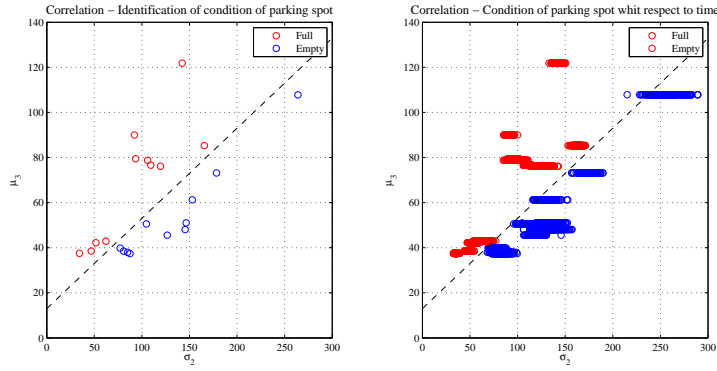 Correlation – Identification of condition of parking spot
Full
Empty
140
120
100
80
60
40
20
0
μ3
0 50 100 150 200 250 300
σ2
Correlation – Condition of parking spot whit respect to time
Full
Empty
140
120
100
80
60
40
20
0
μ3
0 50 100 150 200 250 300
σ2